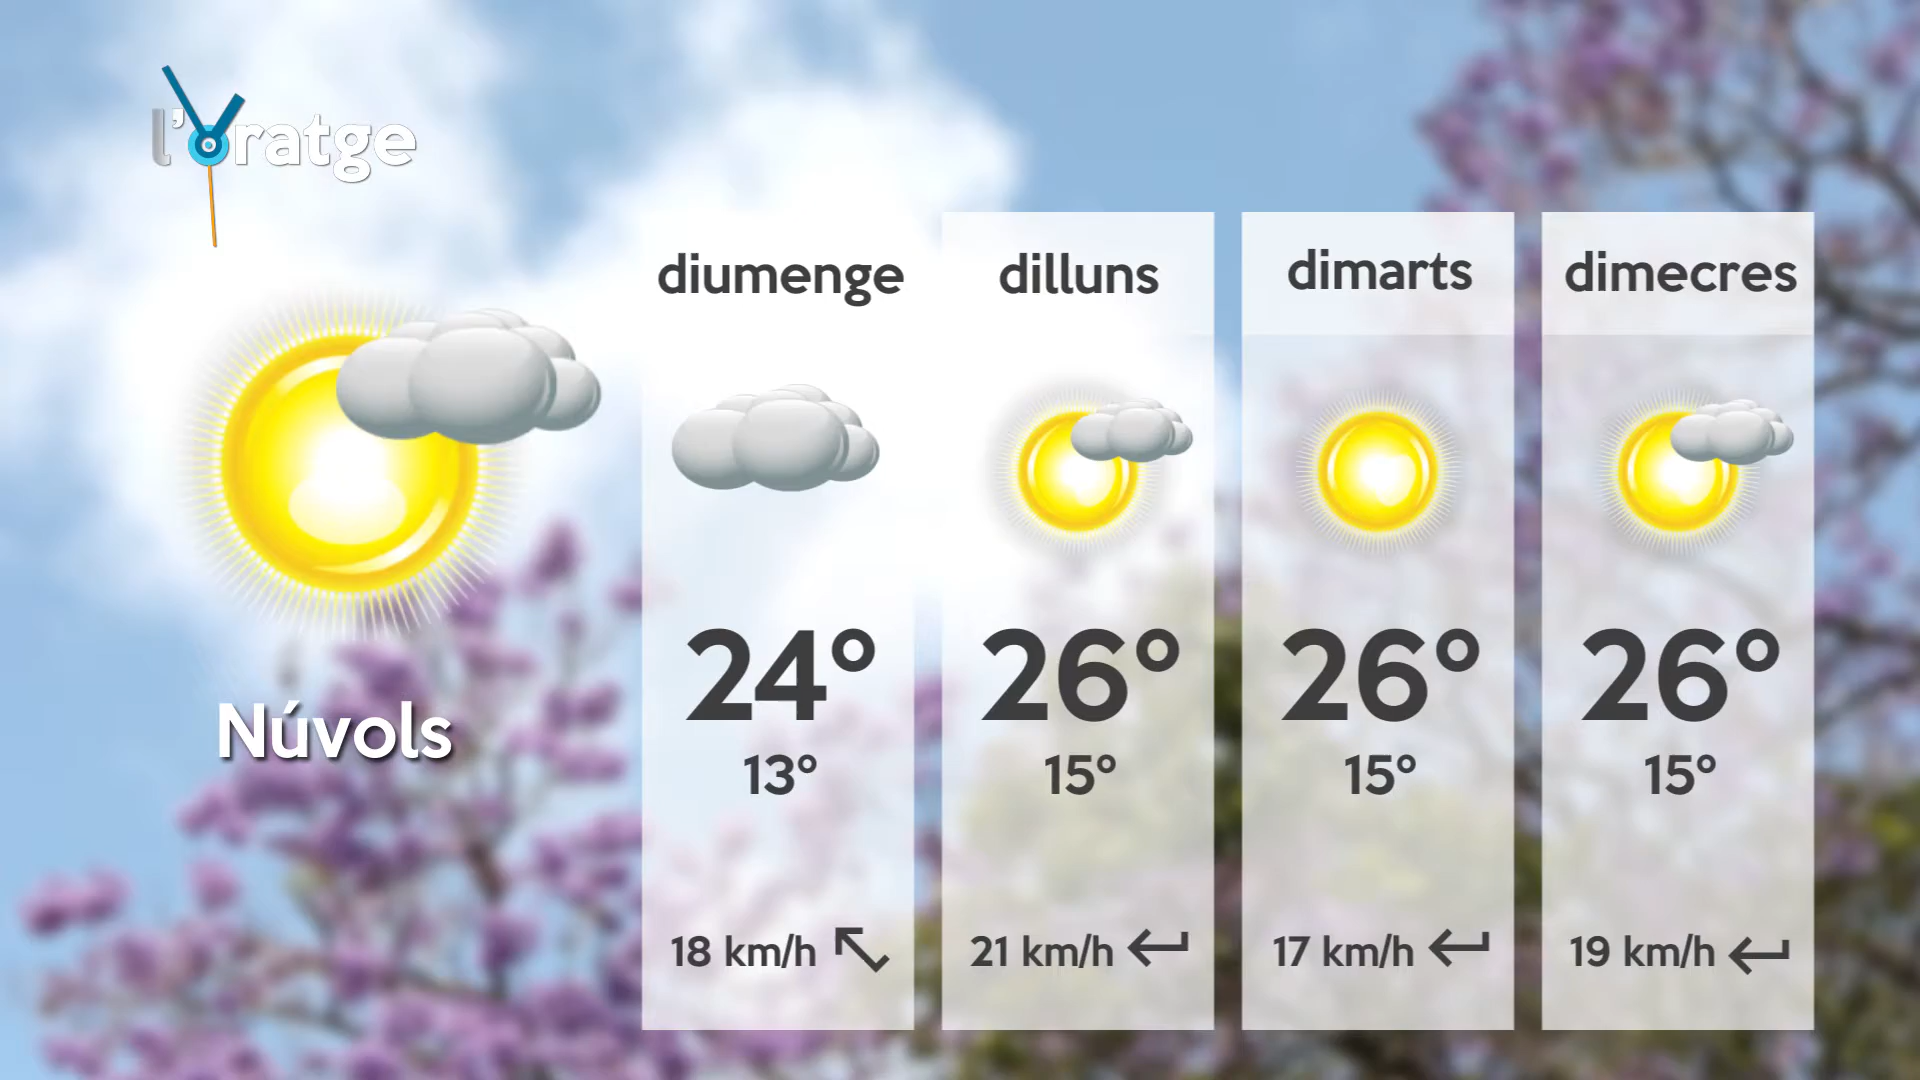 l'Oratge
Núvols
diumenge
24°
13°
18 km/h
dilluns
26°
15°
21 km/h
dimarts
26°
15°
17 km/h
dimecres
26°
15°
19 km/h